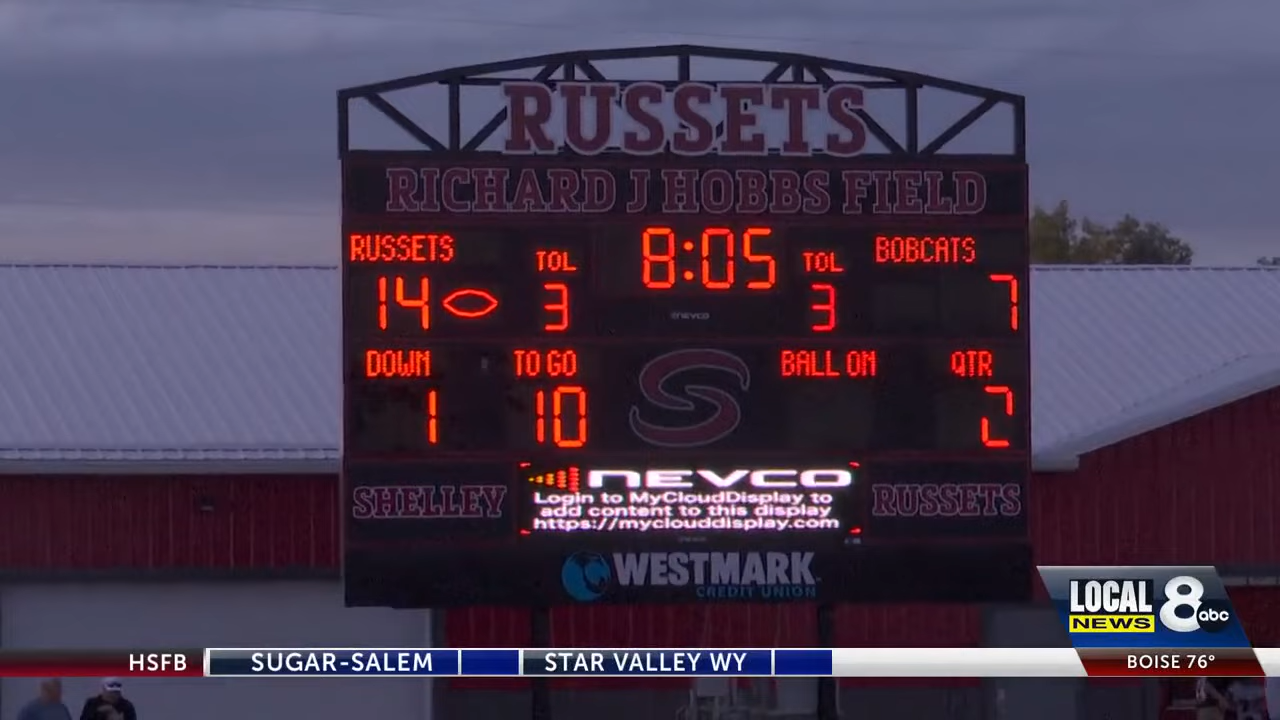 RUSSETS
RICHARD J HOBBS FIELD
RUSSETS TOL 8:05 TOL BOBCATS
14 3 3 7
NEVCO
DOWN TO GO BALL ON QTR
1 10 S 2
SHELLEY RUSSETS
NEVCO
Login to MyCloudDisplay to
add content to this display
https://myclouddisplay.com
WESTMARK
CREDIT UNION
LOCAL 8 abc
NEWS
HSFB SUGAR-SALEM STAR VALLEY WY BOISE 76°